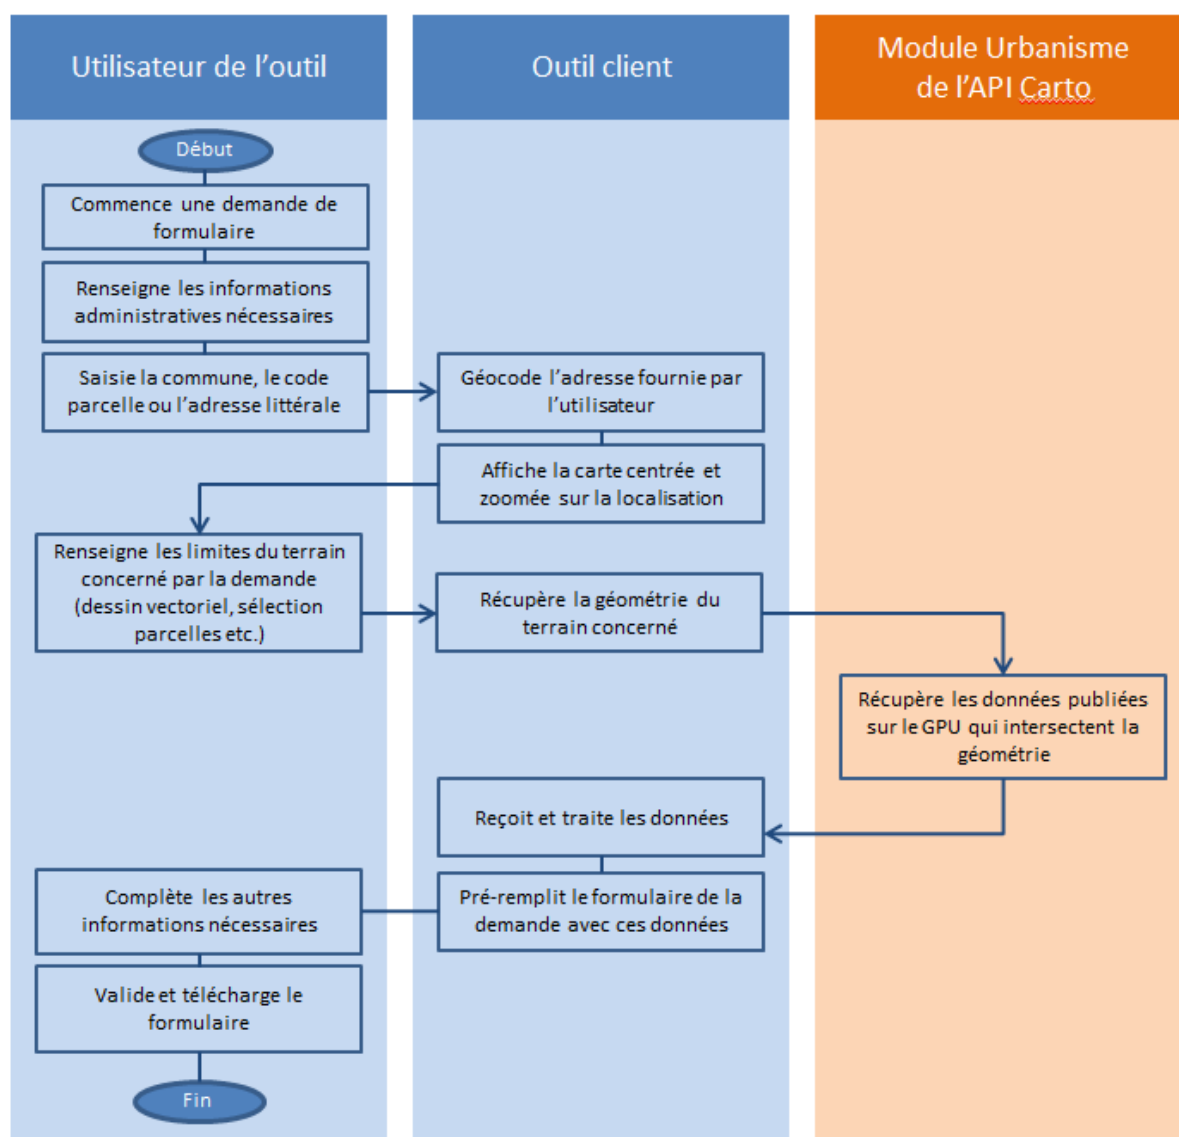 Utilisateur de l'outil
Outil client
Module Urbanisme
de l'API Carto
Début
Commence une demande de
formulaire
Renseigne les informations
administratives nécessaires
Saisie la commune, le code
parcelle ou l'adresse littérale
Géocode l'adresse fournie par
l'utilisateur
Affiche la carte centrée et
zoomée sur la localisation
Renseigne les limites du terrain
concerné par la demande
(dessin vectoriel, sélection
parcelles etc.)
Récupère la géométrie du
terrain concerné
Récupère les données publiées
sur le GPU qui intersectent la
géométrie
Reçoit et traite les données
Pré-remplit le formulaire de la
demande avec ces données
Complète les autres
informations nécessaires
Valide et télécharge le
formulaire
Fin